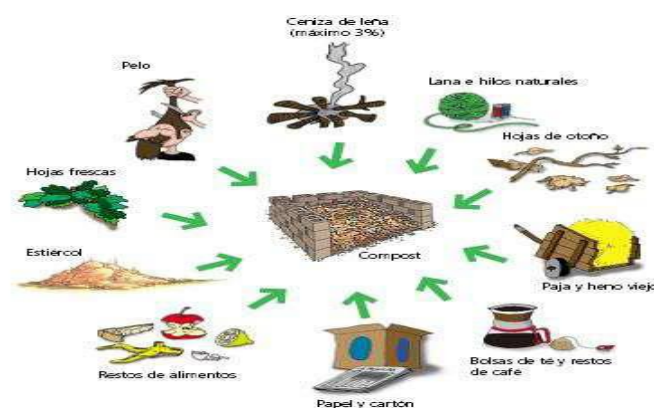 Ceniza de leña
(máximo 3%)
Pelo
Lana e hilos naturales
Hojas de otoño
Hojas frescas
Compost
Estiércol
Paja y heno viejo
Restos de alimentos
Bolsas de té y restos
de café
Papel y cartón